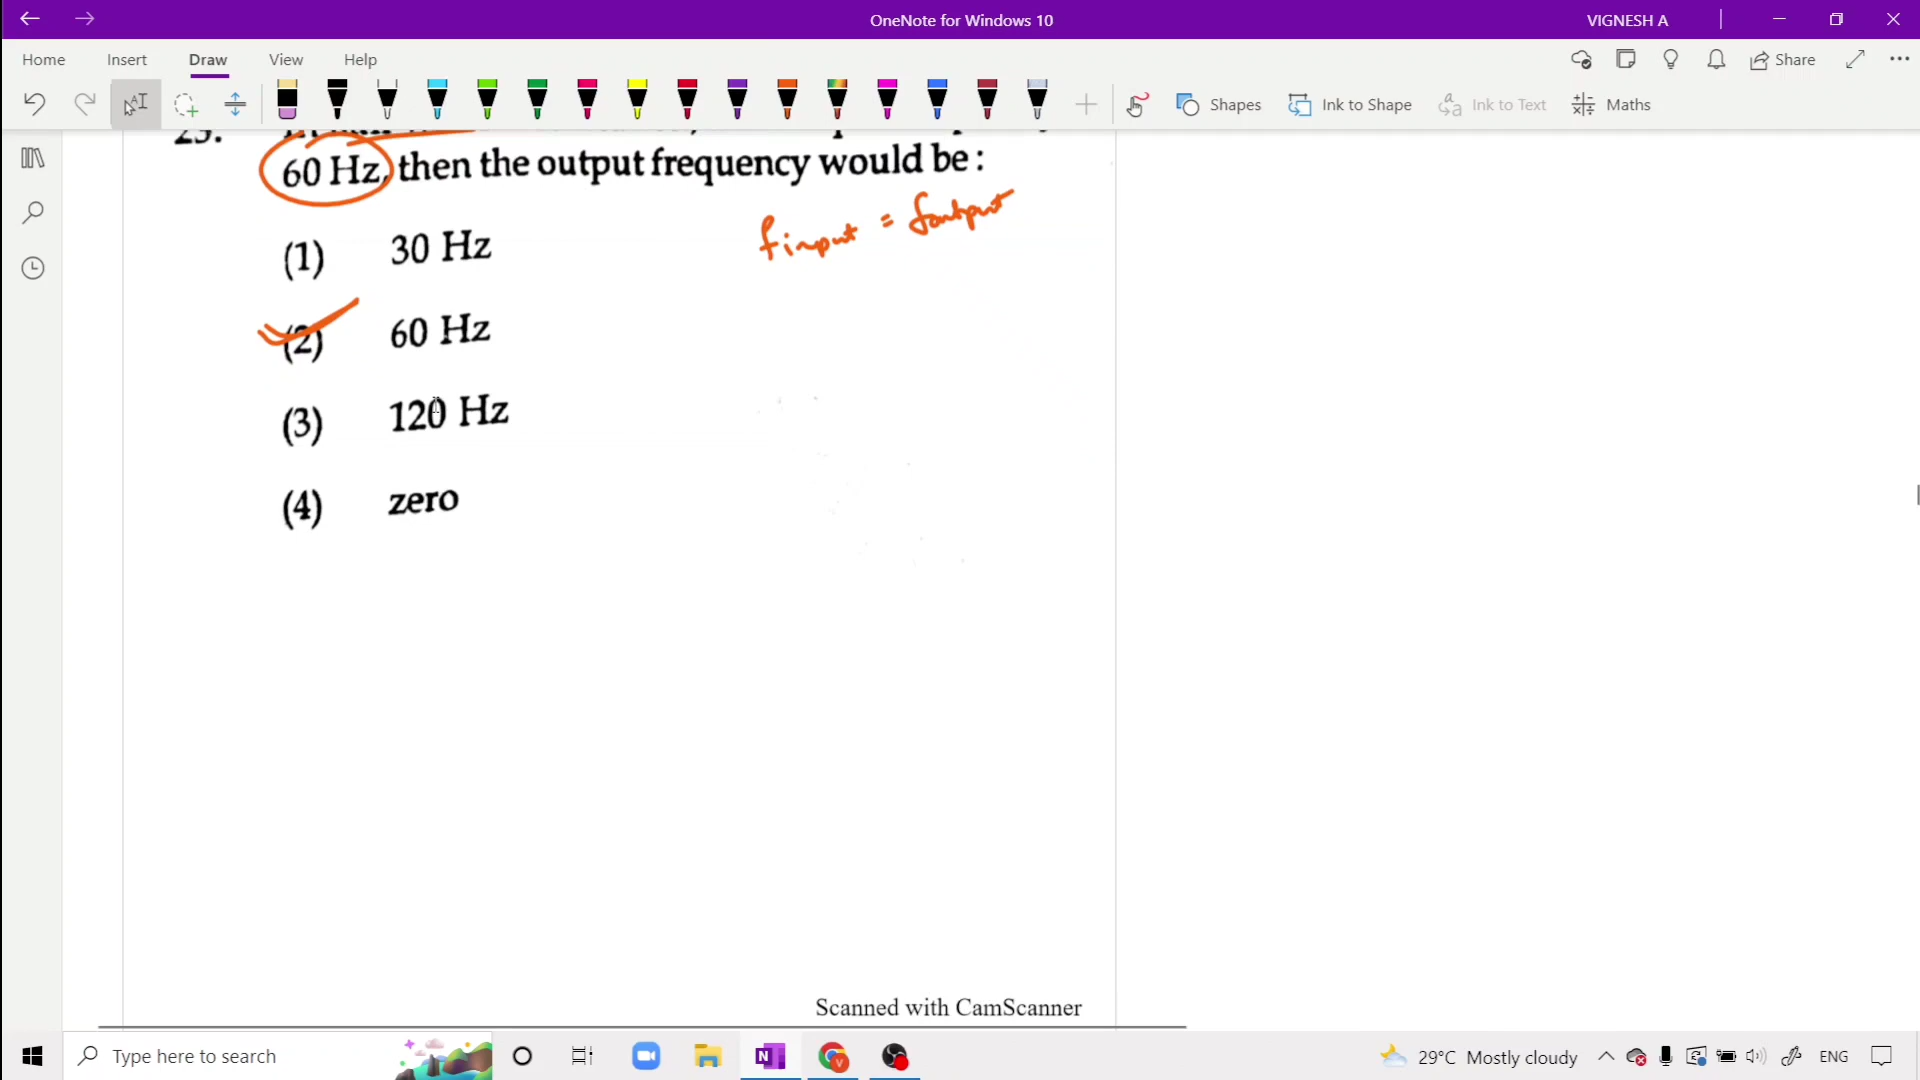 OneNote for Windows 10
VIGNESH A
Home Insert Draw View Help
Share
Shapes Ink to Shape Ink to Text Maths
60 Hz, then the output frequency would be :
finput = foutput
(1) 30 Hz
(2) 60 Hz
(3) 120 Hz
(4) zero
Scanned with CamScanner
Type here to search
29°C Mostly cloudy
ENG